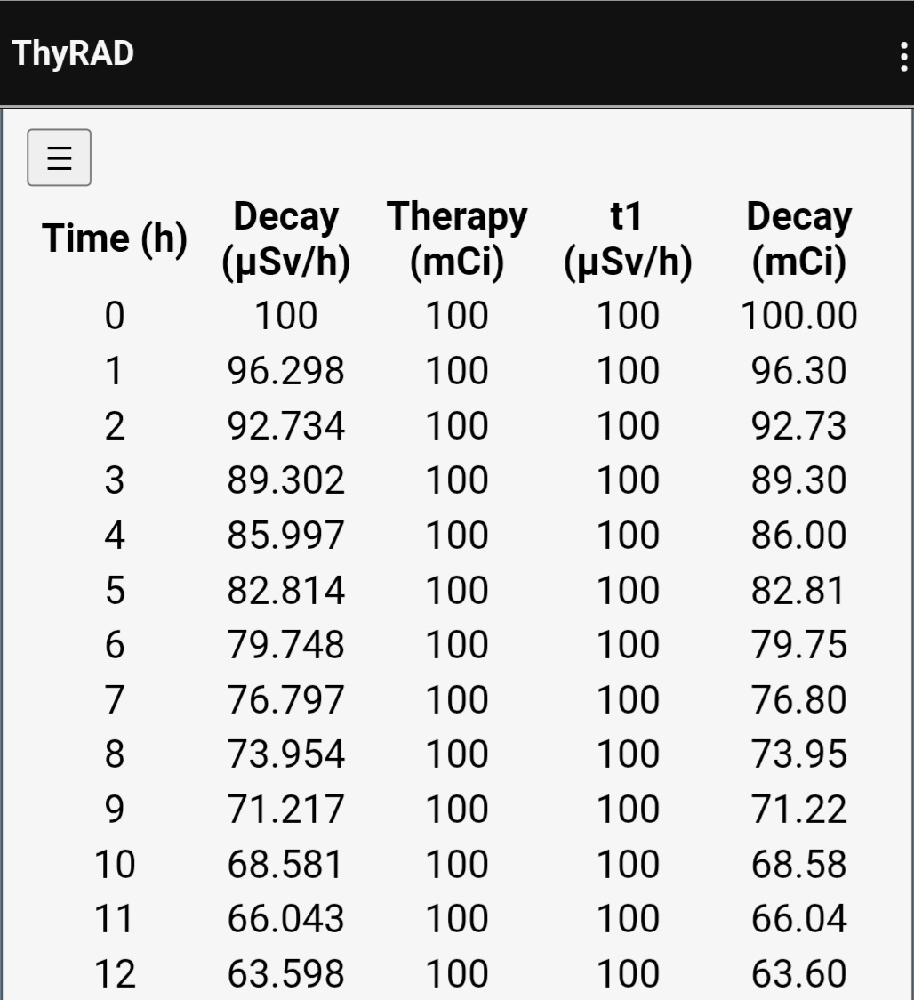 ThyRAD
☰
Time (h) Decay (µSv/h) Therapy (mCi) t1 (µSv/h) Decay (mCi)
0 100 100 100 100.00
1 96.298 100 100 96.30
2 92.734 100 100 92.73
3 89.302 100 100 89.30
4 85.997 100 100 86.00
5 82.814 100 100 82.81
6 79.748 100 100 79.75
7 76.797 100 100 76.80
8 73.954 100 100 73.95
9 71.217 100 100 71.22
10 68.581 100 100 68.58
11 66.043 100 100 66.04
12 63.598 100 100 63.60